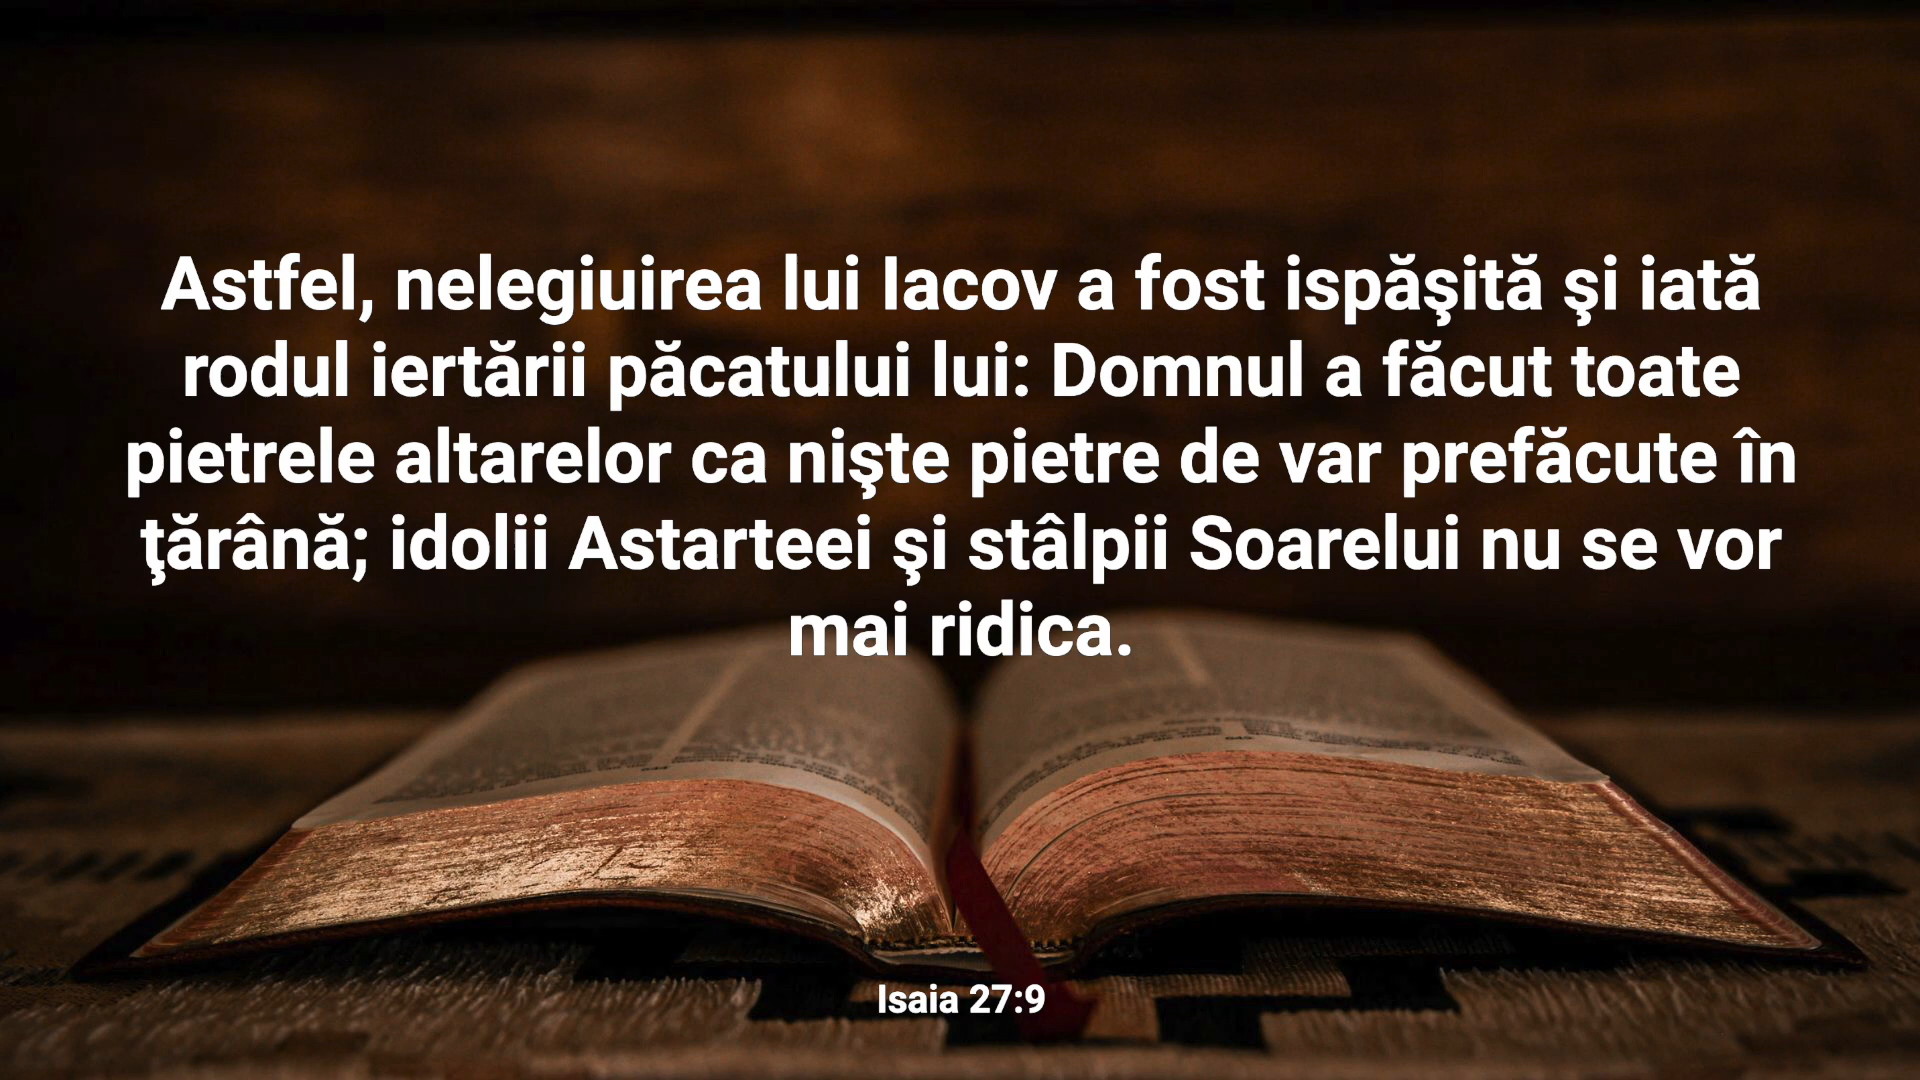 Astfel, nelegiuirea lui Iacov a fost ispăşită şi iată
rodul iertării păcatului lui: Domnul a făcut toate
pietrele altarelor ca nişte pietre de var prefăcute în
ţărână; idolii Astarteei şi stâlpii Soarelui nu se vor
mai ridica.
Isaia 27:9